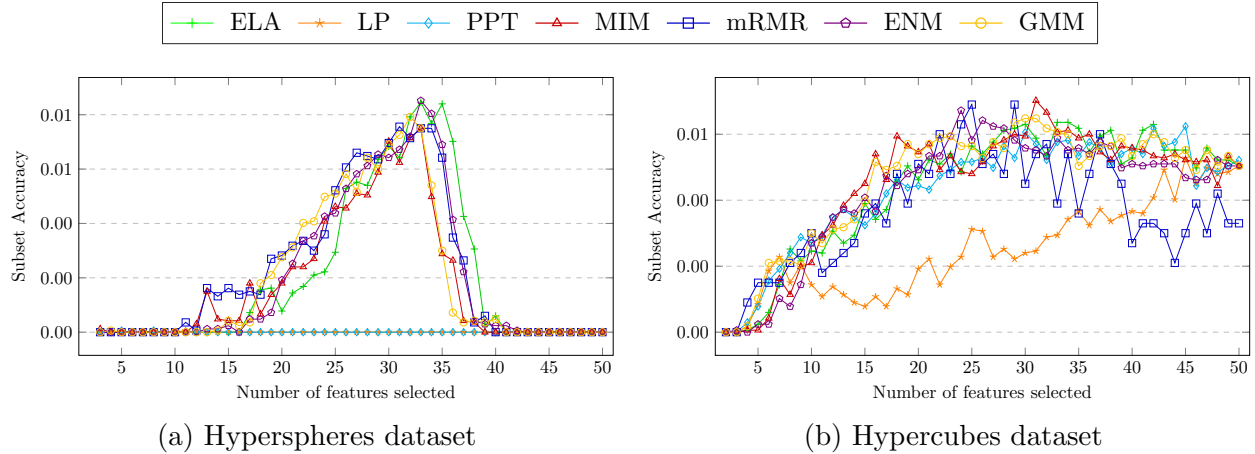 ELA LP PPT MIM mRMR ENM GMM
0.01
0.01
0.00
0.00
0.00
Subset Accuracy
5 10 15 20 25 30 35 40 45 50
Number of features selected
(a) Hyperspheres dataset
0.01
0.00
0.00
Subset Accuracy
5 10 15 20 25 30 35 40 45 50
Number of features selected
(b) Hypercubes dataset